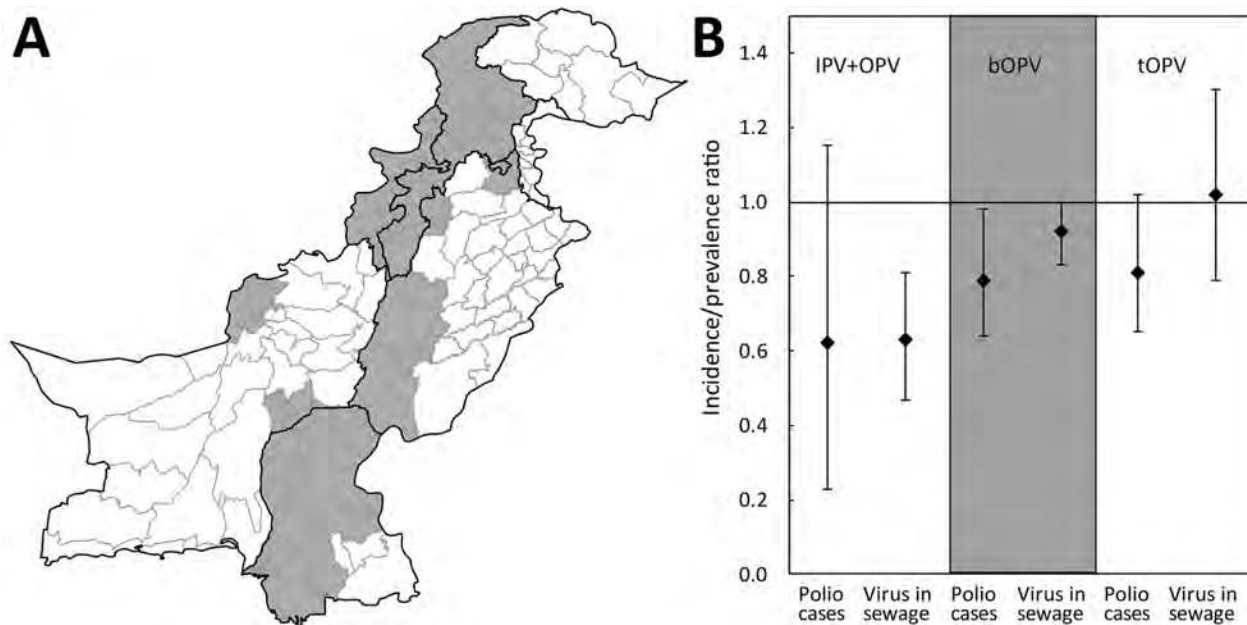 A
B
Incidence/prevalence ratio
1.4
1.2
1.0
0.8
0.6
0.4
0.2
0.0
IPV+OPV
bOPV
tOPV
Polio cases
Virus in sewage
Polio cases
Virus in sewage
Polio cases
Virus in sewage